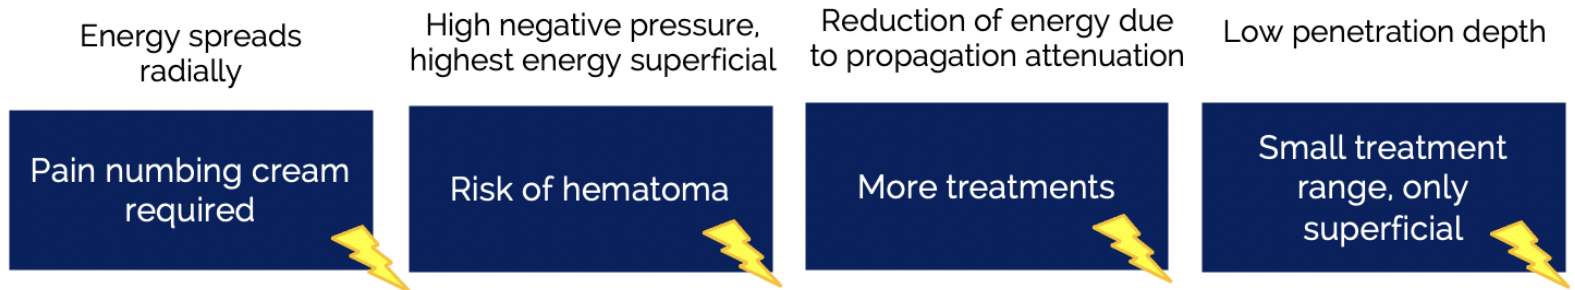 Energy spreads
radially
Pain numbing cream
required
High negative pressure,
highest energy superficial
Risk of hematoma
Reduction of energy due
to propagation attenuation
More treatments
Low penetration depth
Small treatment
range, only
superficial